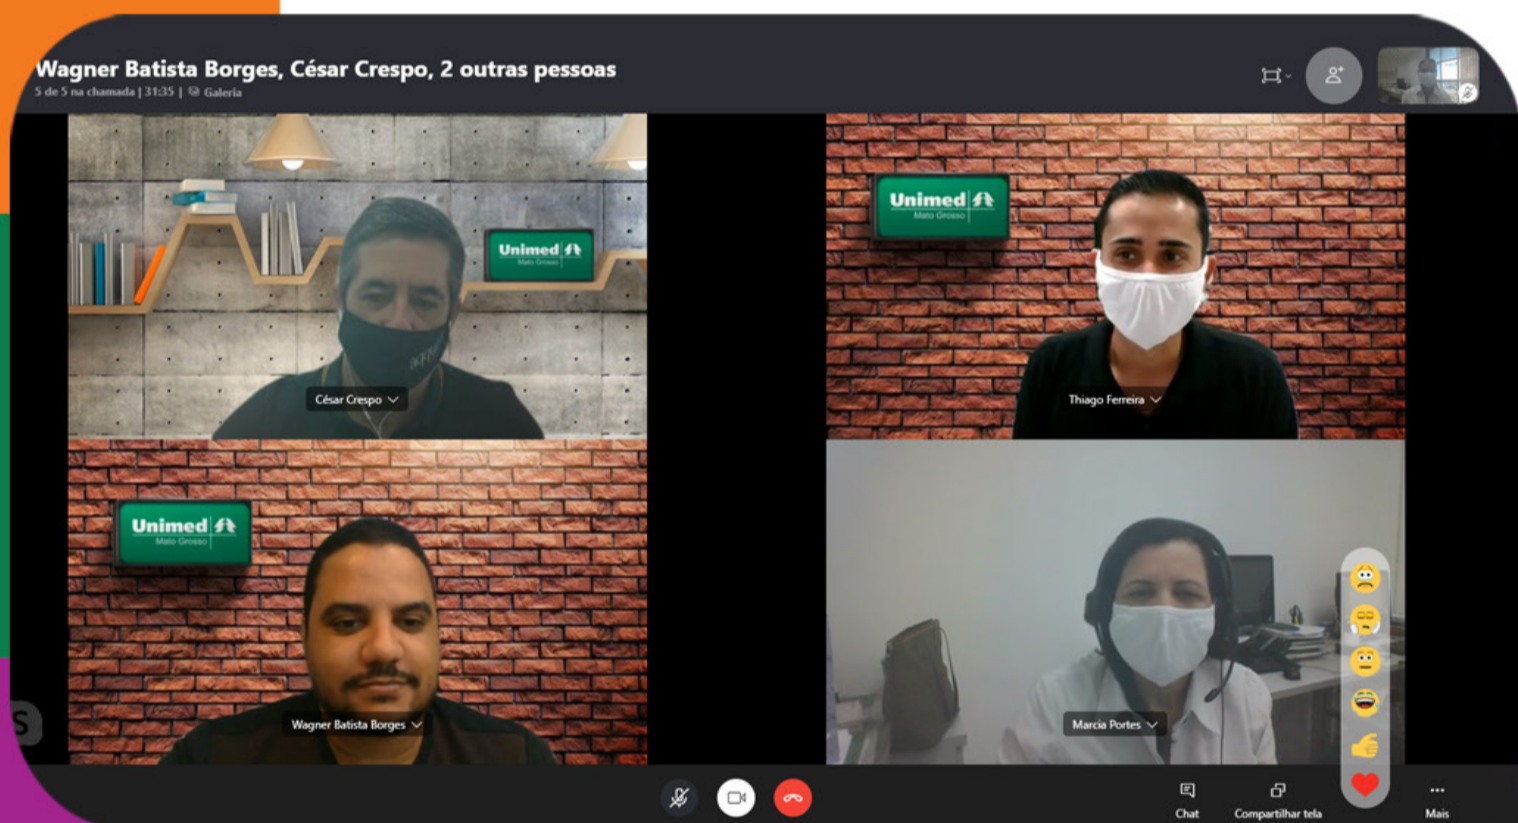 Wagner Batista Borges, César Crespo, 2 outras pessoas
5 de 5 na chamada | 31:35 | Galeria
Unimed
Mato Grosso
César Crespo
Unimed
Mato Grosso
Thiago Ferreira
Unimed
Mato Grosso
Wagner Batista Borges
Marcia Portes
S
Chat
Compartilhar tela
Mais